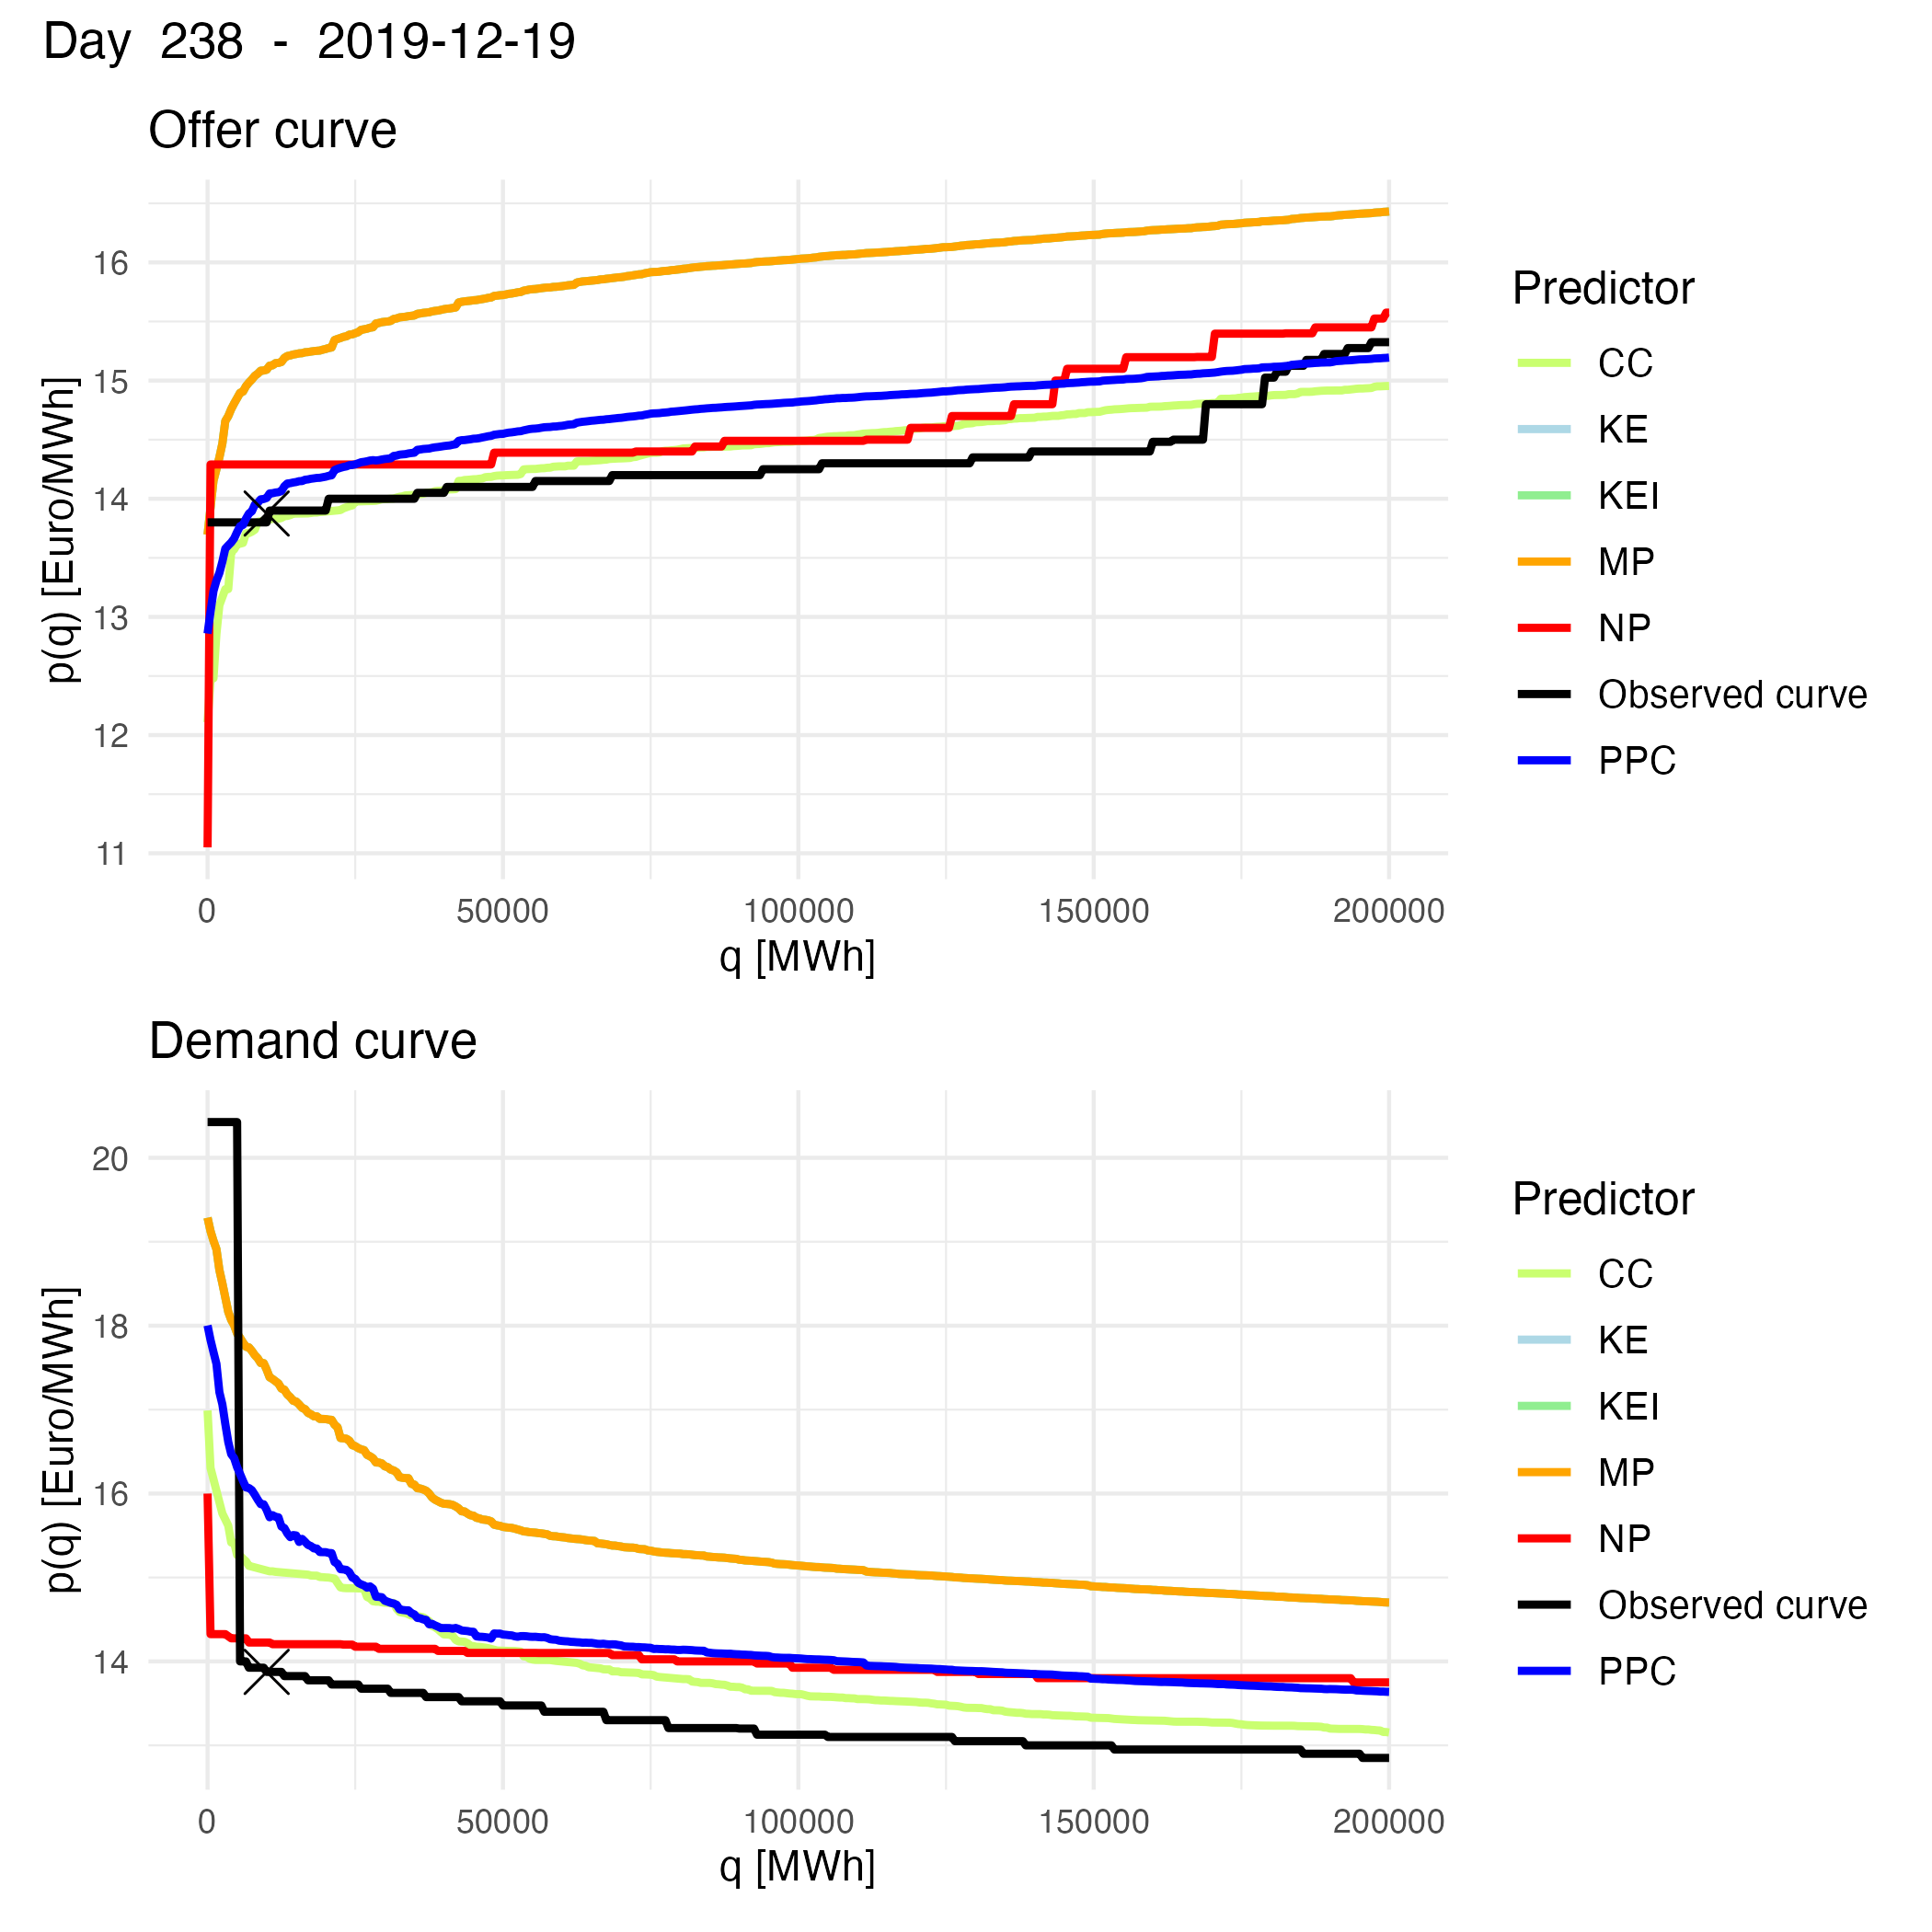 Day 238 - 2019-12-19
Offer curve
p(q) [Euro/MWh]
16
15
14
13
12
11
0 50000 100000 150000 200000
q [MWh]
Predictor
CC
KE
KEI
MP
NP
Observed curve
PPC
Demand curve
p(q) [Euro/MWh]
20
18
16
14
0 50000 100000 150000 200000
q [MWh]
Predictor
CC
KE
KEI
MP
NP
Observed curve
PPC